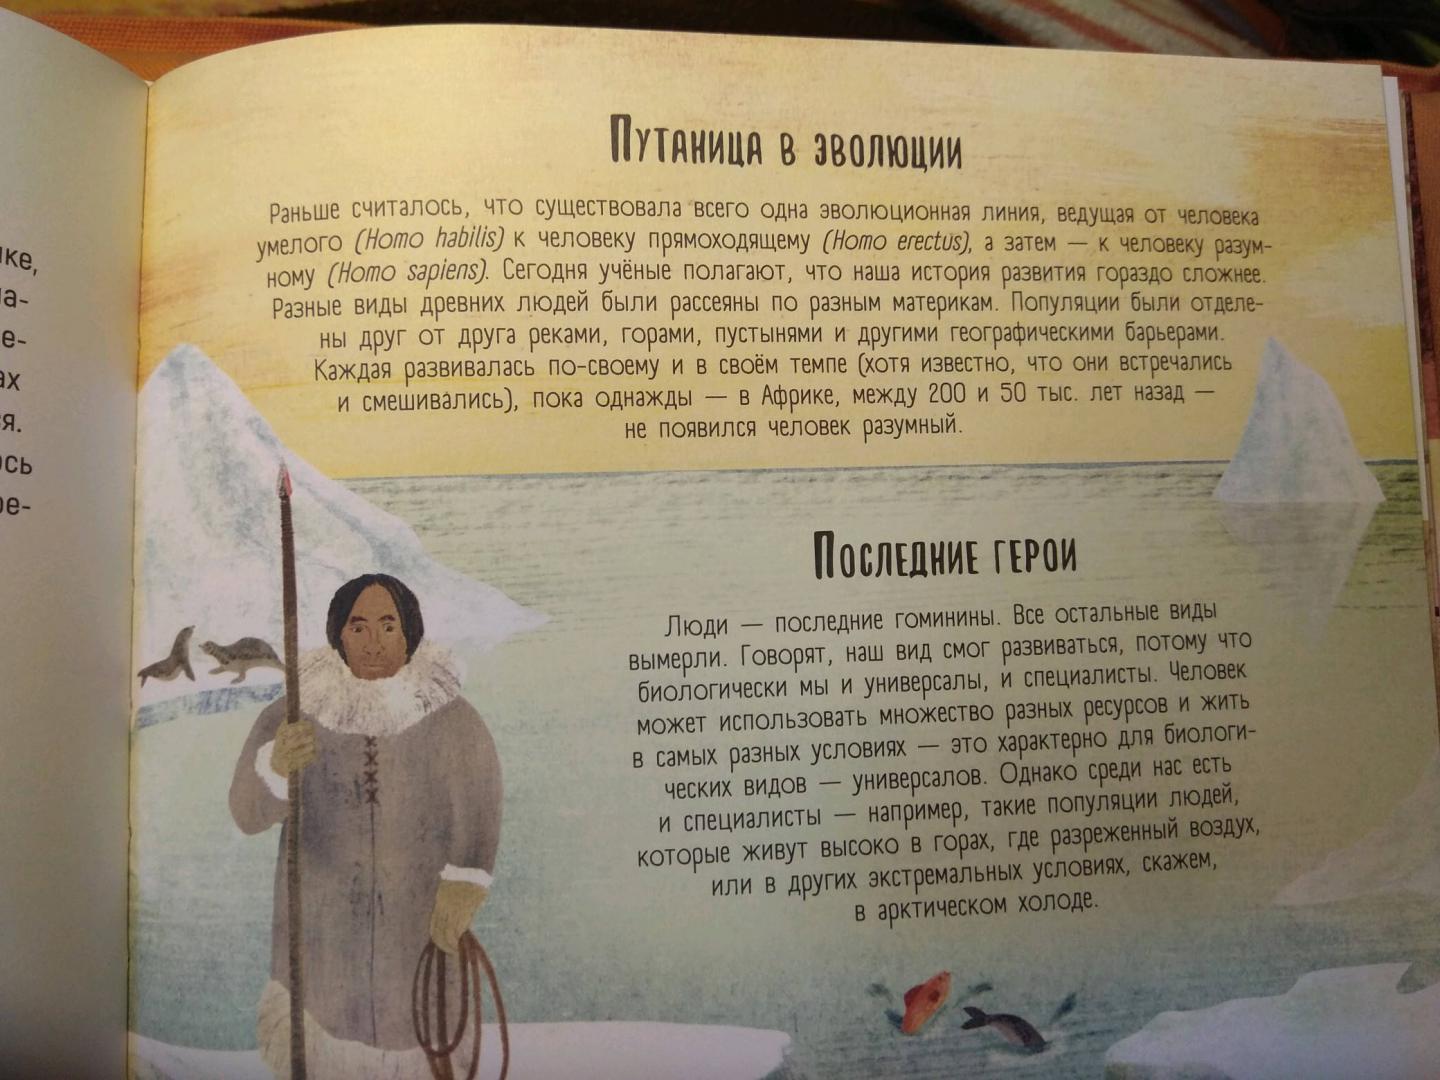 ике,
а-
е-
ах
я.
ось
ре-
Путаница в эволюции
Раньше считалось, что существовала всего одна эволюционная линия, ведущая от человека
умелого (Homo habilis) к человеку прямоходящему (Homo erectus), а затем — к человеку разум-
ному (Homo sapiens). Сегодня учёные полагают, что наша история развития гораздо сложнее.
Разные виды древних людей были рассеяны по разным материкам. Популяции были отделе-
ны друг от друга реками, горами, пустынями и другими географическими барьерами.
Каждая развивалась по-своему и в своём темпе (хотя известно, что они встречались
и смешивались), пока однажды — в Африке, между 200 и 50 тыс. лет назад —
не появился человек разумный.
Последние герои
Люди — последние гоминины. Все остальные виды
вымерли. Говорят, наш вид смог развиваться, потому что
биологически мы и универсалы, и специалисты. Человек
может использовать множество разных ресурсов и жить
в самых разных условиях — это характерно для биологи-
ческих видов — универсалов. Однако среди нас есть
и специалисты — например, такие популяции людей,
которые живут высоко в горах, где разреженный воздух,
или в других экстремальных условиях, скажем,
в арктическом холоде.